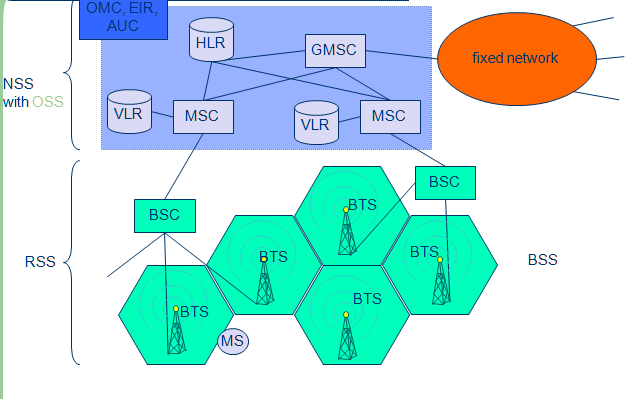 OMC, EIR,
AUC
HLR
GMSC
fixed network
NSS
with OSS
VLR
MSC
VLR
MSC
BSC
BSC
BTS
BTS
BTS
BSS
RSS
BTS
BTS
MS